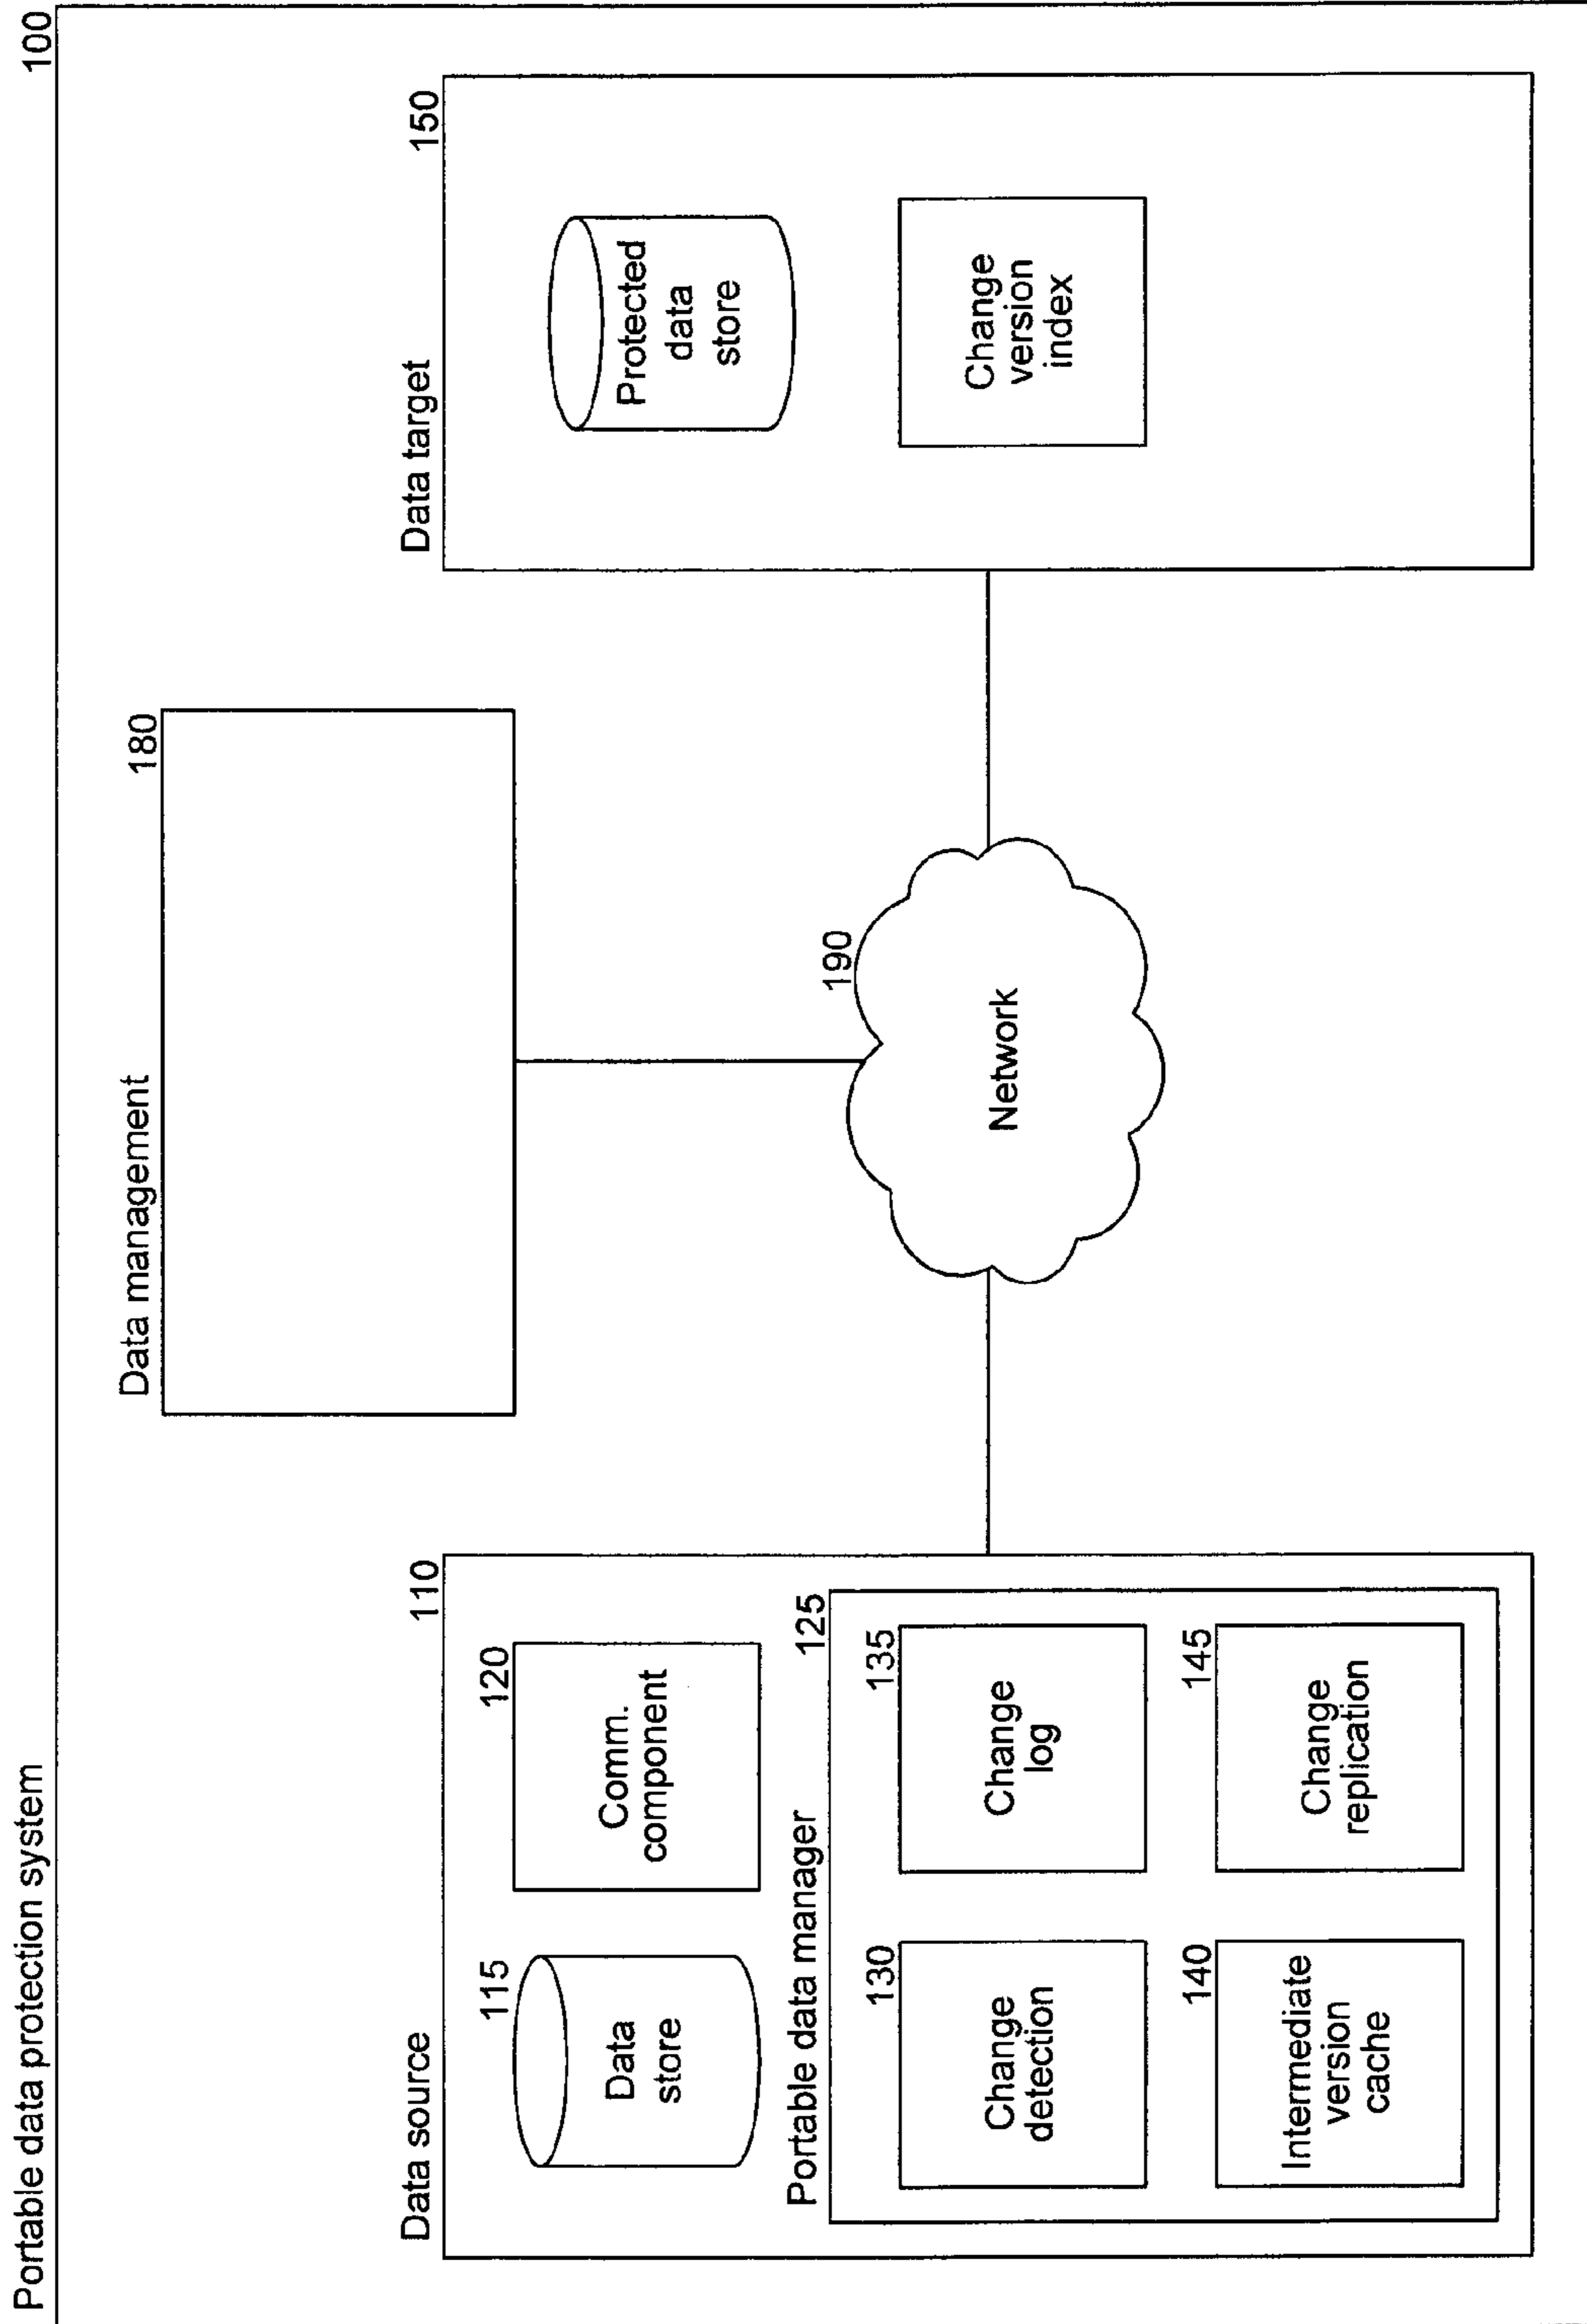 Portable data protection system
100
Data management
180
Data source
110
115
Data
store
120
Comm.
component
Portable data manager
125
130
Change
detection
135
Change
log
140
Intermediate
version
cache
145
Change
replication
190
Network
Data target
150
Protected
data
store
Change
version
index